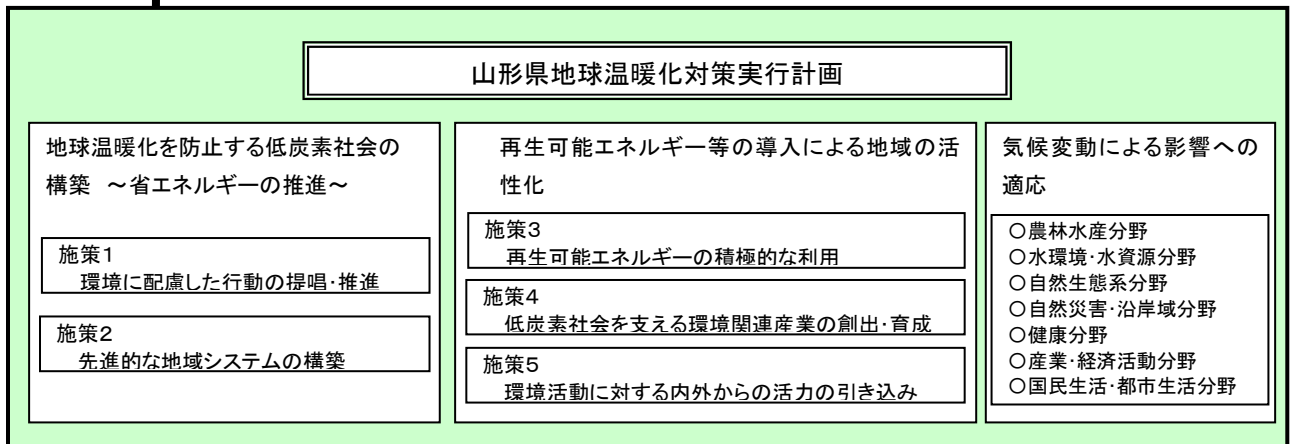 山形県地球温暖化対策実行計画
地球温暖化を防止する低炭素社会の
構築 ～省エネルギーの推進～
施策1
環境に配慮した行動の提唱･推進
施策2
先進的な地域システムの構築
再生可能エネルギー等の導入による地域の活
性化
施策3
再生可能エネルギーの積極的な利用
施策4
低炭素社会を支える環境関連産業の創出･育成
施策5
環境活動に対する内外からの活力の引き込み
気候変動による影響への
適応
○農林水産分野
○水環境･水資源分野
○自然生態系分野
○自然災害･沿岸域分野
○健康分野
○産業･経済活動分野
○国民生活･都市生活分野